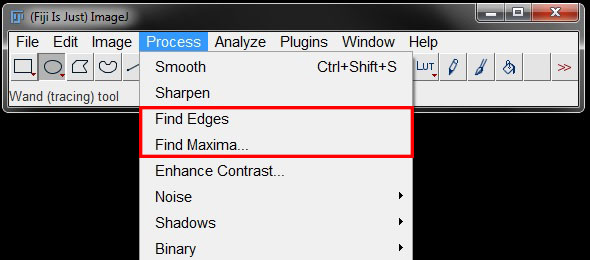 (Fiji Is Just) ImageJ
File Edit Image Process Analyze Plugins Window Help
LUT >>
Wand (tracing) tool
Smooth Ctrl+Shift+S
Sharpen
Find Edges
Find Maxima...
Enhance Contrast...
Noise
Shadows
Binary